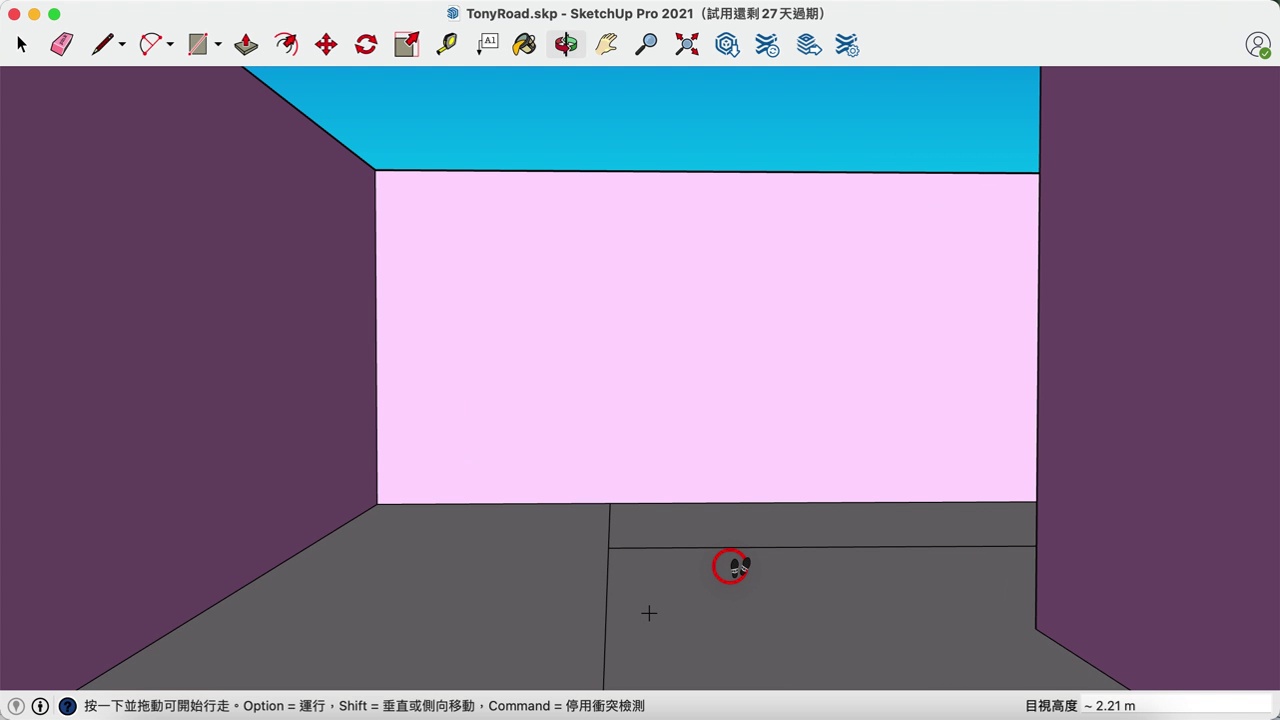 TonyRoad.skp - SketchUp Pro 2021（試用還剩27天過期）
A1
按一下並拖動可開始行走。Option = 運行，Shift = 垂直或側向移動，Command = 停用衝突檢測
目視高度 ~ 2.21 m